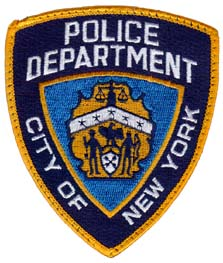 POLICE
DEPARTMENT
CITY OF
NEW YORK